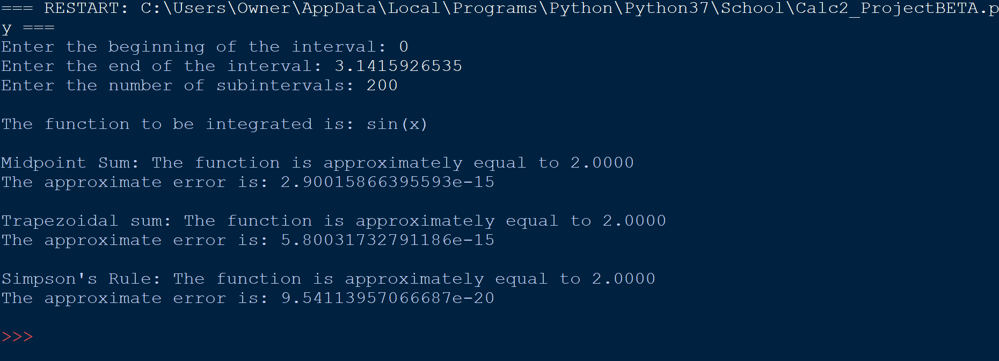 === RESTART: C:\Users\Owner\AppData\Local\Programs\Python\Python37\School\Calc2_ProjectBETA.p
y ===
Enter the beginning of the interval: 0
Enter the end of the interval: 3.1415926535
Enter the number of subintervals: 200
The function to be integrated is: sin(x)
Midpoint Sum: The function is approximately equal to 2.0000
The approximate error is: 2.90015866395593e-15
Trapezoidal sum: The function is approximately equal to 2.0000
The approximate error is: 5.80031732791186e-15
Simpson's Rule: The function is approximately equal to 2.0000
The approximate error is: 9.54113957066687e-20
>>>